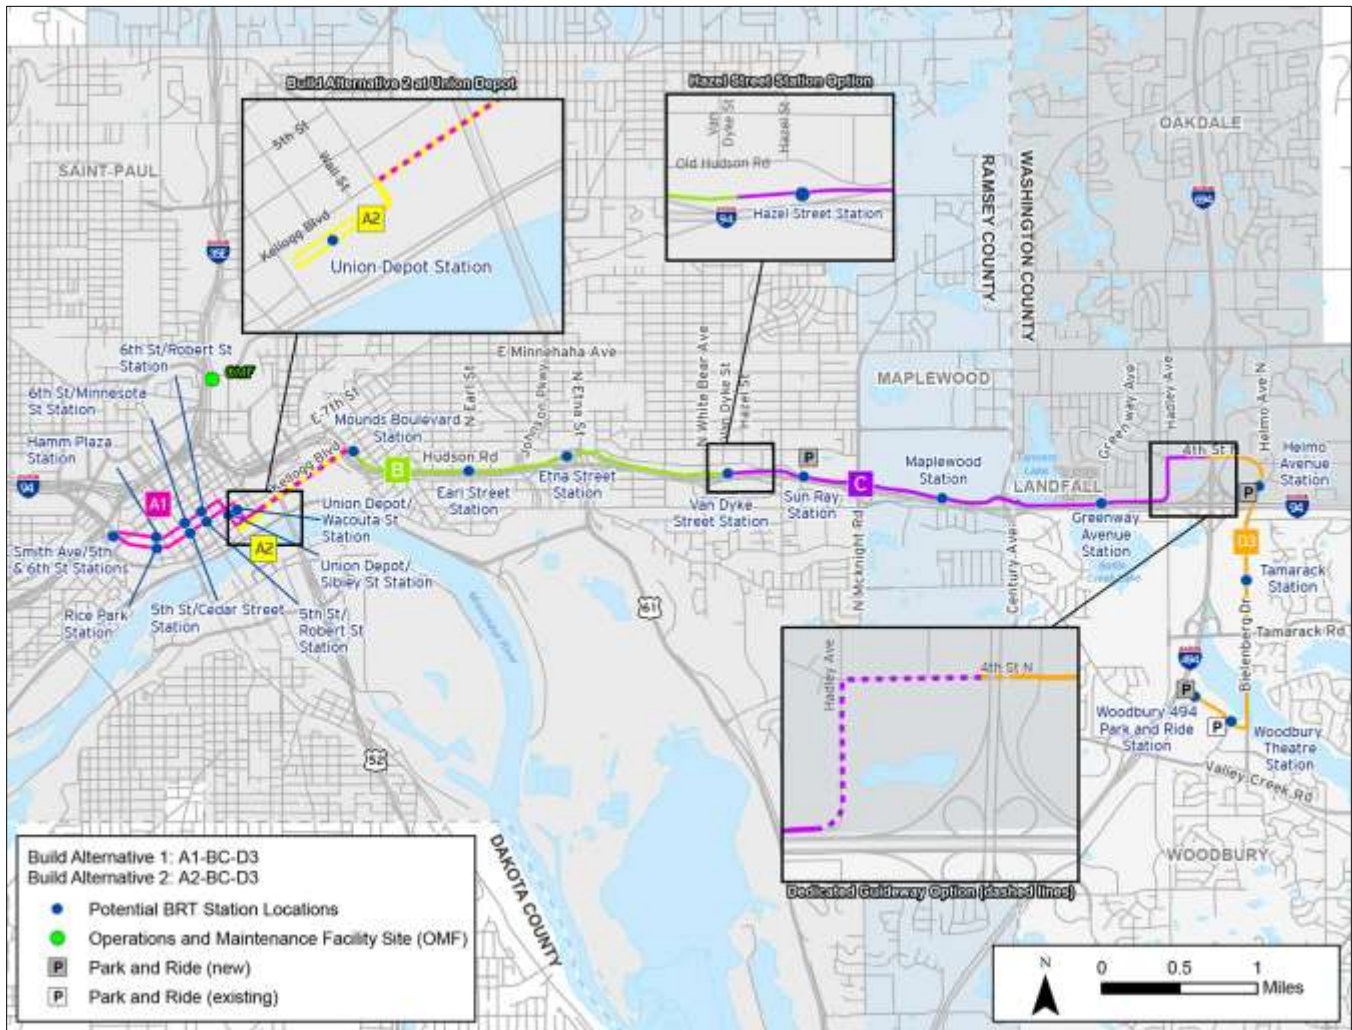 Build Alternative 2 at Union Depot
5th St
Wall St
Kellogg Blvd
A2
Union Depot Station
Hazel Street Station Option
Van
Dyke St
Hazel St
Old Hudson Rd
94
Hazel Street Station
SAINT PAUL
35E
OAKDALE
694
RAMSEY COUNTY
WASHINGTON COUNTY
MAPLEWOOD
LANDFALL
E Minnehaha Ave
E 7th St
N Earl St
Johnson Pkwy
N Etna St
N White Bear Ave
Van Dyke St
Hazel St
Greenway Ave
Hadley Ave
Helmo Ave N
4th St N
Helmo
Avenue
Station
94
6th St/Robert St
Station
OMF
6th St/Minnesota
St Station
Hamm Plaza
Station
94
A1
Smith Ave/5th
& 6th St Stations
Rice Park
Station
5th St/Cedar Street
Station
5th St/
Robert St
Station
A2
Union Depot/
Wacouta St
Station
Union Depot/
Sibley St Station
Kellogg Blvd
Mounds Boulevard
Station
B
Hudson Rd
Earl Street
Station
Etna Street
Station
Van Dyke
Street Station
P
Sun Ray
Station
C
N Mcknight Rd
Maplewood
Station
Century Ave
Greenway
Avenue
Station
P
D3
Tamarack
Station
Tamarack Rd
Bielenberg Dr
494
P
Woodbury 494
Park and Ride
Station
P
Woodbury
Theatre
Station
Valley Creek Rd
WOODBURY
61
52
Mississippi River
DAKOTA COUNTY
Hadley Ave
4th St N
Dedicated Guideway Option (dashed lines)
Build Alternative 1: A1-BC-D3
Build Alternative 2: A2-BC-D3
Potential BRT Station Locations
Operations and Maintenance Facility Site (OMF)
P Park and Ride (new)
P Park and Ride (existing)
N
0 0.5 1
Miles